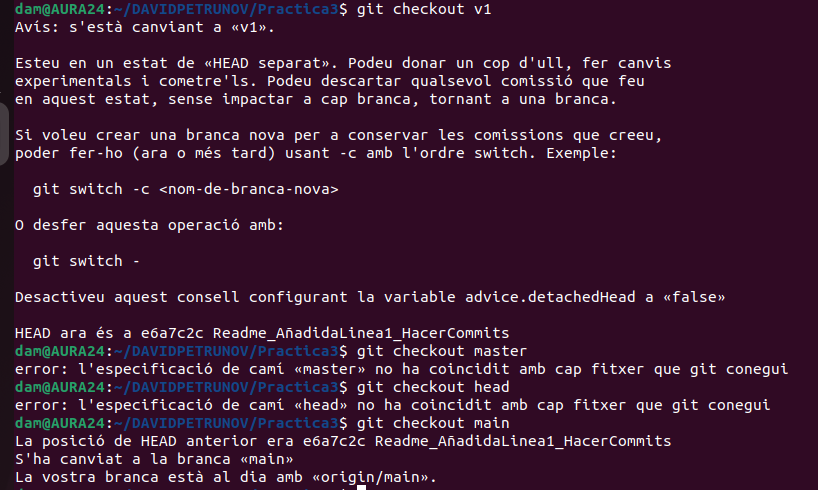 dam@AURA24:~/DAVIDPETRUNOV/Practica3$ git checkout v1
Avís: s'està canviant a «v1».
Esteu en un estat de «HEAD separat». Podeu donar un cop d'ull, fer canvis
experimentals i cometre'ls. Podeu descartar qualsevol comissió que feu
en aquest estat, sense impactar a cap branca, tornant a una branca.
Si voleu crear una branca nova per a conservar les comissions que creeu,
poder fer-ho (ara o més tard) usant -c amb l'ordre switch. Exemple:
git switch -c <nom-de-branca-nova>
O desfer aquesta operació amb:
git switch -
Desactiveu aquest consell configurant la variable advice.detachedHead a «false»
HEAD ara és a e6a7c2c Readme_AñadidaLinea1_HacerCommits
dam@AURA24:~/DAVIDPETRUNOV/Practica3$ git checkout master
error: l'especificació de camí «master» no ha coincidit amb cap fitxer que git conegui
dam@AURA24:~/DAVIDPETRUNOV/Practica3$ git checkout head
error: l'especificació de camí «head» no ha coincidit amb cap fitxer que git conegui
dam@AURA24:~/DAVIDPETRUNOV/Practica3$ git checkout main
La posició de HEAD anterior era e6a7c2c Readme_AñadidaLinea1_HacerCommits
S'ha canviat a la branca «main»
La vostra branca està al dia amb «origin/main».